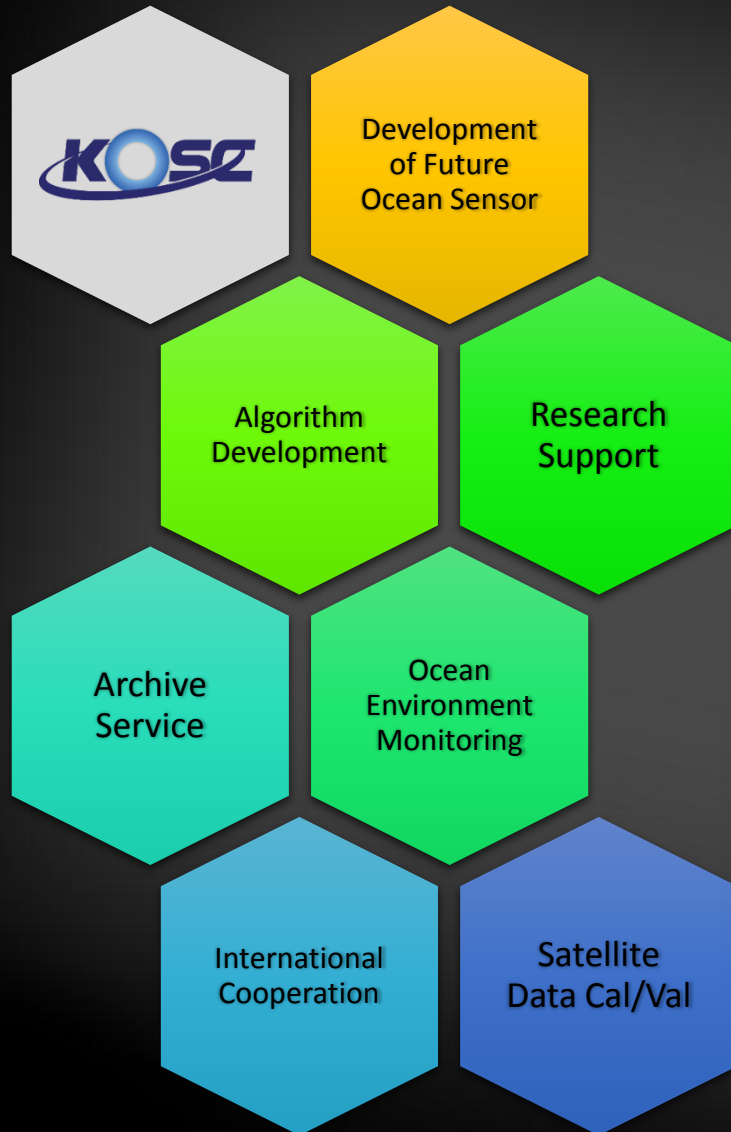 KOSC
Development
of Future
Ocean Sensor
Algorithm
Development
Research
Support
Archive
Service
Ocean
Environment
Monitoring
International
Cooperation
Satellite
Data Cal/Val